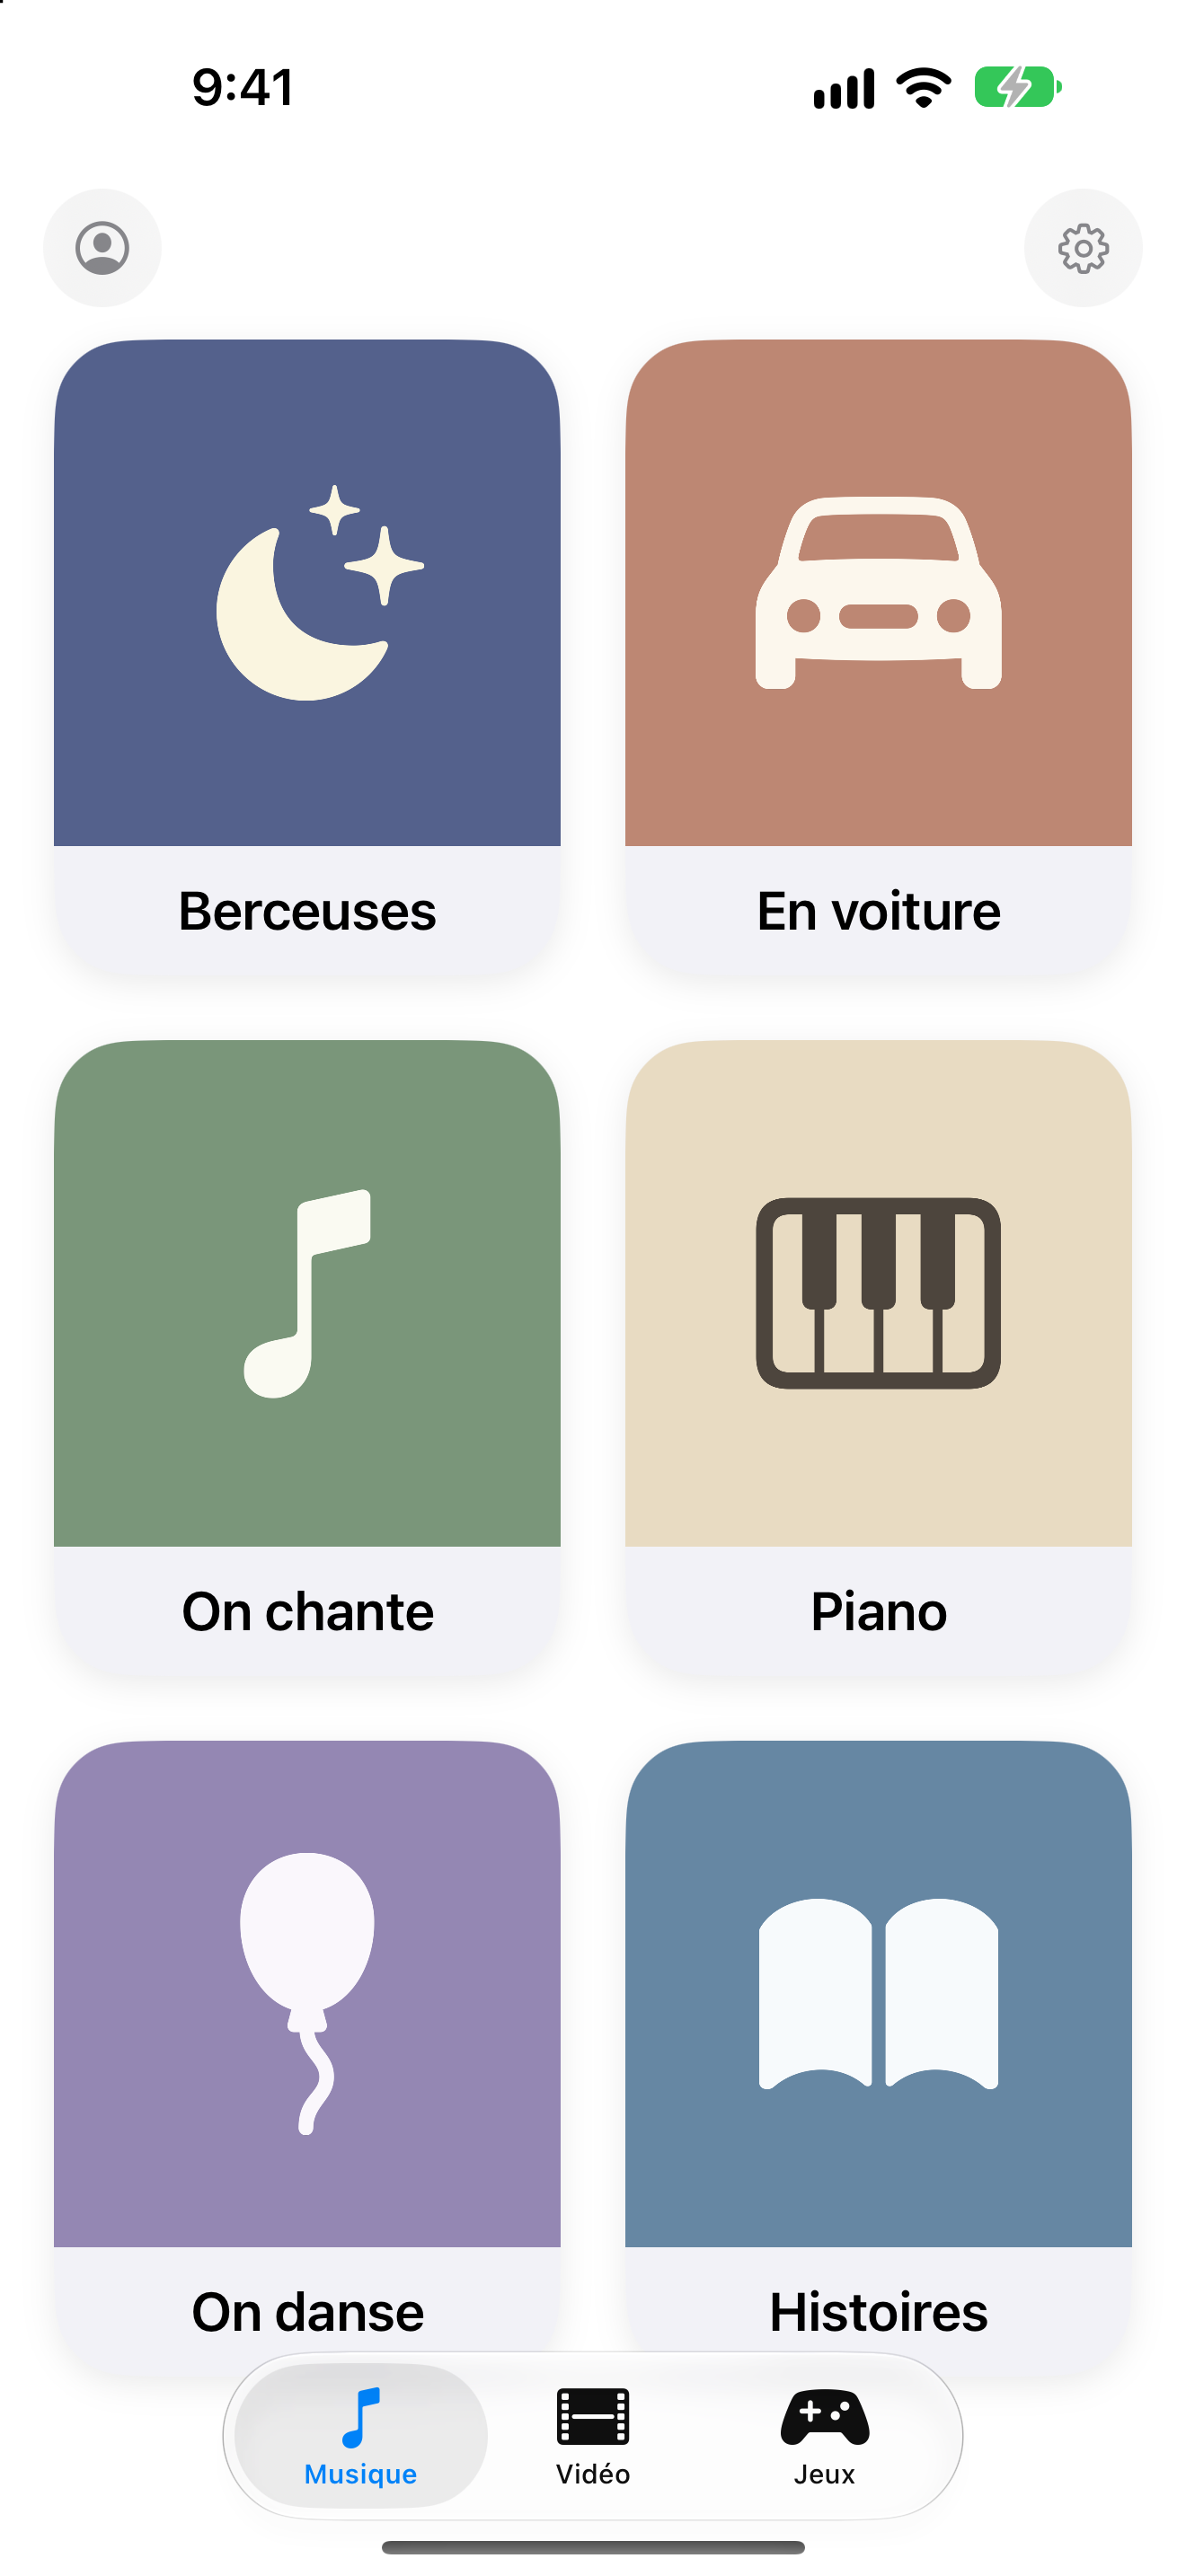 9:41
Berceuses
En voiture
On chante
Piano
On danse
Histoires
Musique
Vidéo
Jeux